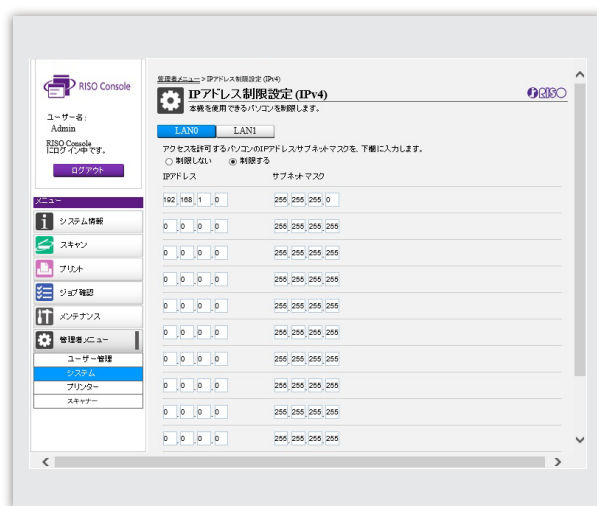 RISO Console
ユーザー名:
Admin
RISO Console
にログイン中です。
ログアウト
メニュー
システム情報
スキャン
プリント
ジョブ確認
メンテナンス
管理者メニュー
ユーザー管理
システム
プリンター
スキャナー
管理者メニュー > IPアドレス制限設定 (IPv4)
IPアドレス制限設定 (IPv4)
RISO
本機を使用できるパソコンを制限します。
LAN0 LAN1
アクセスを許可するパソコンのIPアドレス/サブネットマスクを、下欄に入力します。
制限しない 制限する
IPアドレス サブネットマスク
192.168.1.0 255.255.255.0
0.0.0.0 255.255.255.255
0.0.0.0 255.255.255.255
0.0.0.0 255.255.255.255
0.0.0.0 255.255.255.255
0.0.0.0 255.255.255.255
0.0.0.0 255.255.255.255
0.0.0.0 255.255.255.255
0.0.0.0 255.255.255.255
0.0.0.0 255.255.255.255